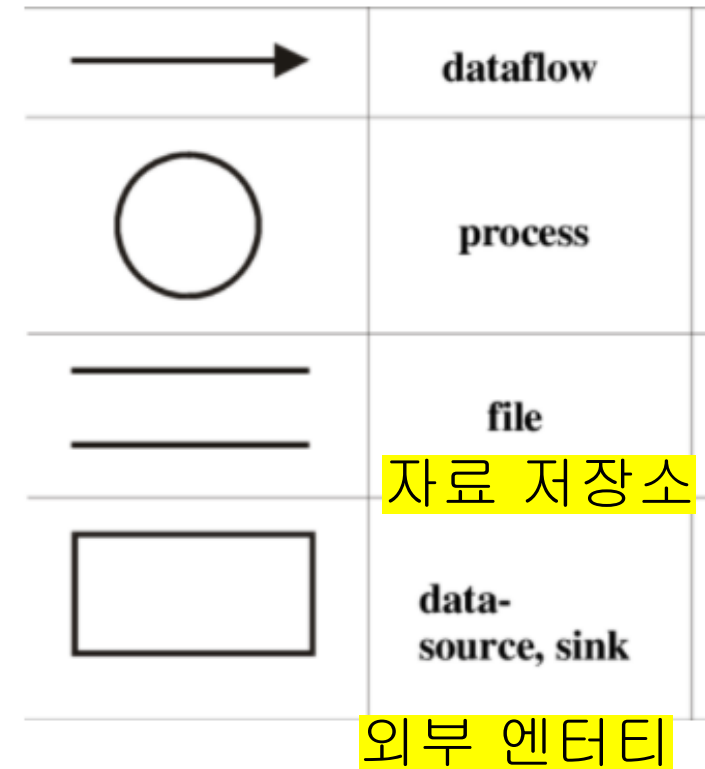 dataflow
process
file
자료 저장소
data-
source, sink
외부 엔터티